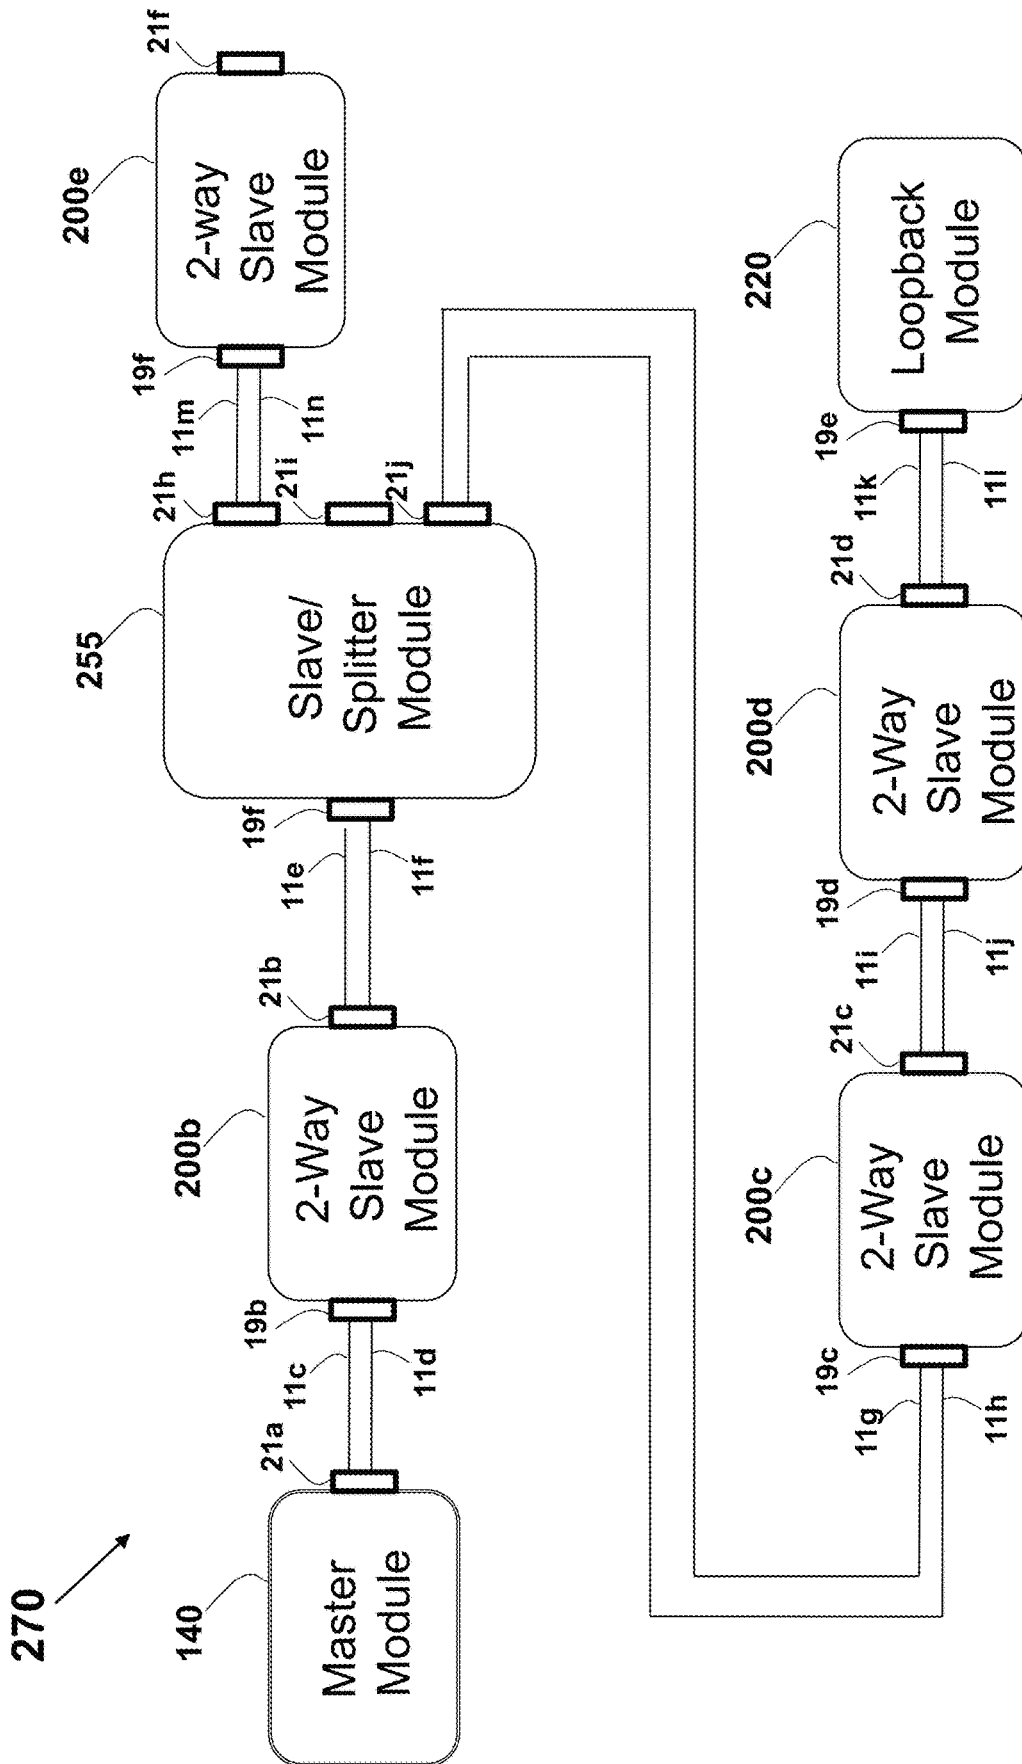 270
140
Master
Module
21a
11c
11d
19b
200b
2-Way
Slave
Module
21b
11e
11f
19f
255
Slave/
Splitter
Module
21h
21i
21j
11m
11n
19f
200e
2-way
Slave
Module
21f
11g
11h
19c
200c
2-Way
Slave
Module
21c
11i
11j
19d
200d
2-Way
Slave
Module
21d
11k
11l
19e
220
Loopback
Module